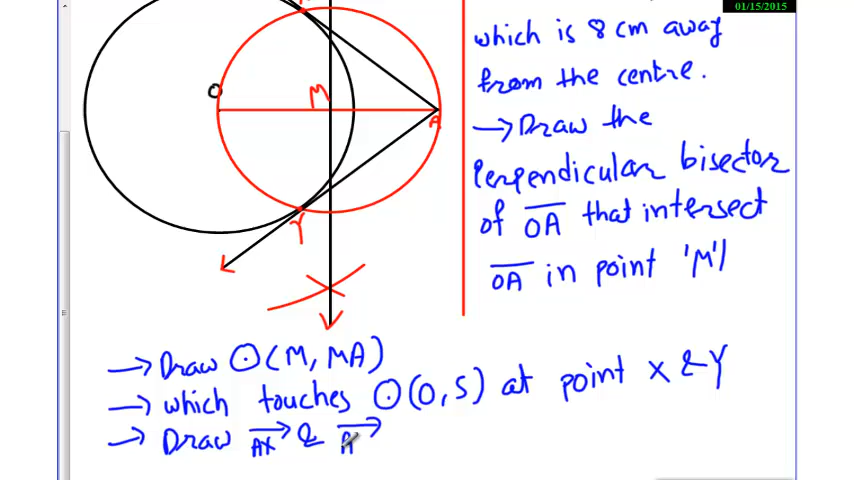 01/15/2015
which is 8 cm away
from the centre.
→ Draw the
perpendicular bisector
of OA that intersect
OA in point 'M'
O
M
A
Y
→ Draw ⊙(M, MA)
→ which touches ⊙(O, 5) at point X & Y
→ Draw AX & A